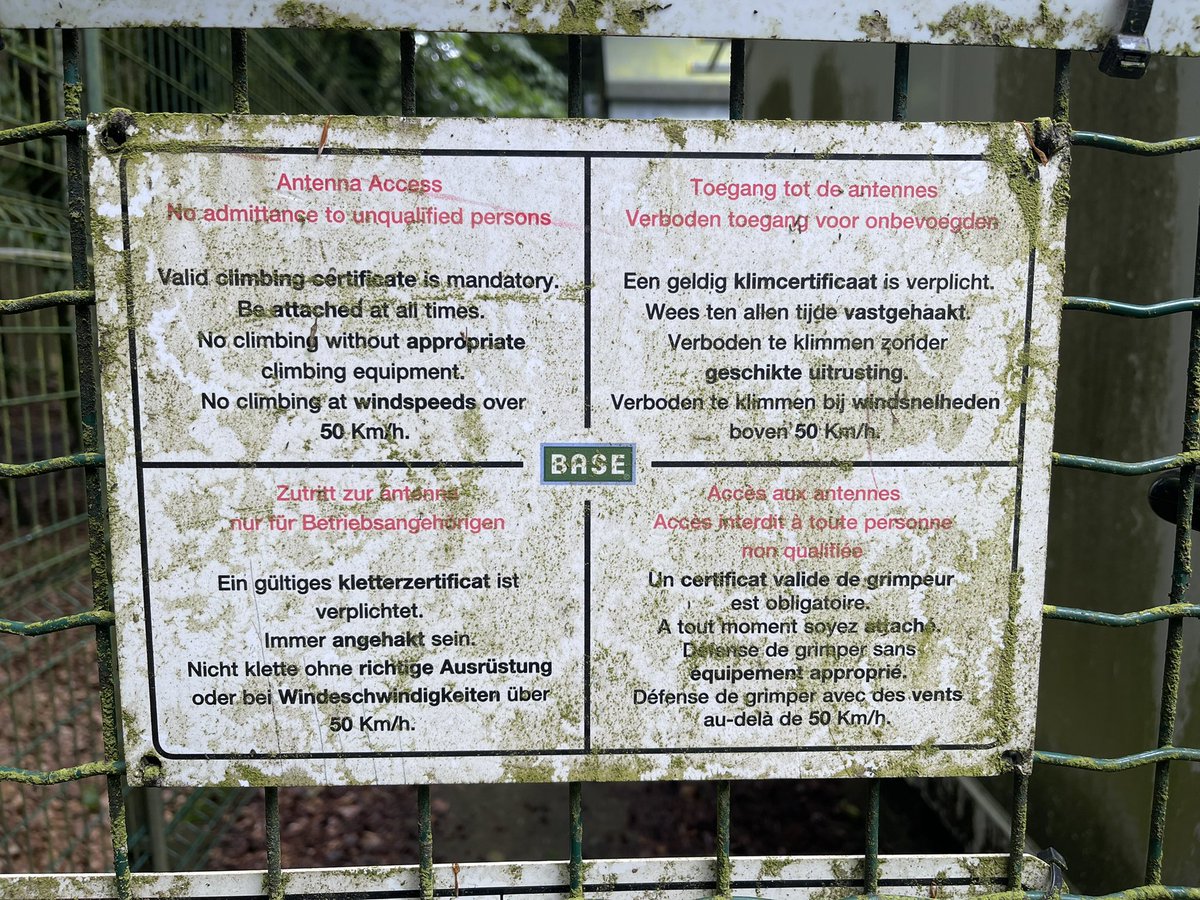 Antenna Access
No admittance to unqualified persons
Valid climbing certificate is mandatory.
Be attached at all times.
No climbing without appropriate
climbing equipment.
No climbing at windspeeds over
50 Km/h.
Toegang tot de antennes
Verboden toegang voor onbevoegden
Een geldig klimcertificaat is verplicht.
Wees ten allen tijde vastgehaakt.
Verboden te klimmen zonder
geschikte uitrusting.
Verboden te klimmen bij windsnelheden
boven 50 Km/h.
BASE
Zutritt zur antenne
nur für Betriebsangehörigen
Ein gültiges kletterzertificat ist
verplichtet.
Immer angehakt sein.
Nicht klette ohne richtige Ausrüstung
oder bei Windeschwindigkeiten über
50 Km/h.
Accès aux antennes
Accès interdit à toute personne
non qualifiée
Un certificat valide de grimpeur
est obligatoire.
A tout moment soyez attaché.
Défense de grimper sans
équipement approprié.
Défense de grimper avec des vents
au-delà de 50 Km/h.